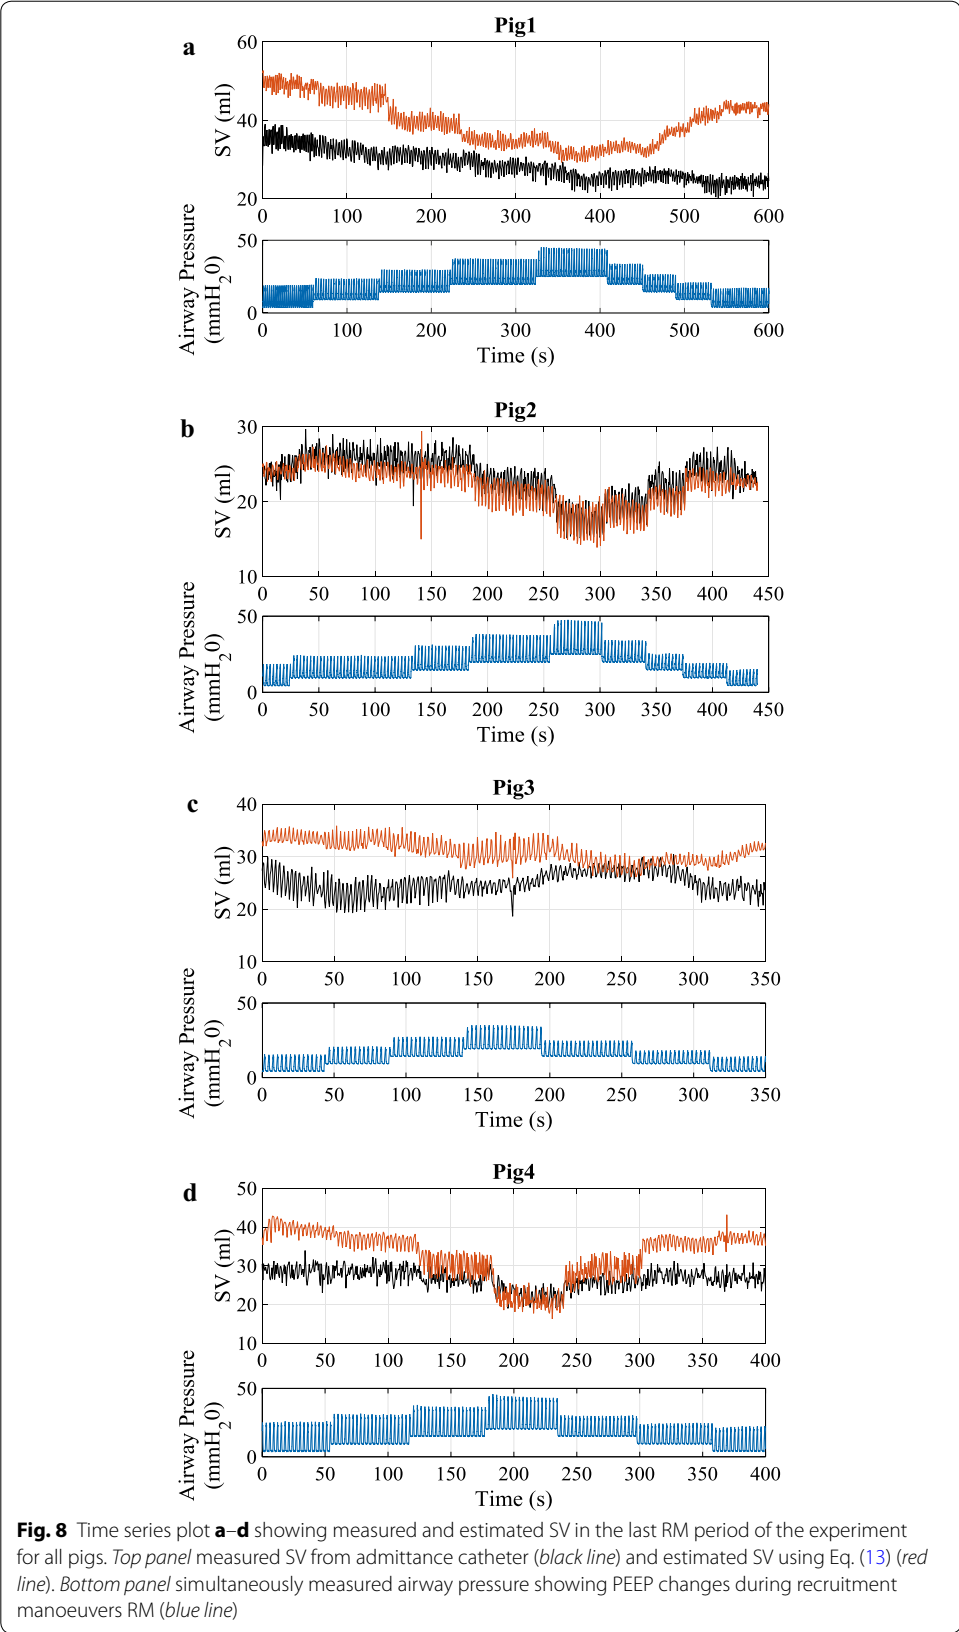 Pig1
a
60
40
20
SV (ml)
0 100 200 300 400 500 600
50
0
Airway Pressure
(mmH20)
0 100 200 300 400 500 600
Time (s)
Pig2
b
30
20
10
SV (ml)
0 50 100 150 200 250 300 350 400 450
50
0
Airway Pressure
(mmH20)
0 50 100 150 200 250 300 350 400 450
Time (s)
Pig3
c
40
30
20
10
SV (ml)
0 50 100 150 200 250 300 350
50
0
Airway Pressure
(mmH20)
0 50 100 150 200 250 300 350
Time (s)
Pig4
d
50
40
30
20
10
SV (ml)
0 50 100 150 200 250 300 350 400
50
0
Airway Pressure
(mmH20)
0 50 100 150 200 250 300 350 400
Time (s)
Fig. 8 Time series plot a–d showing measured and estimated SV in the last RM period of the experiment
for all pigs. Top panel measured SV from admittance catheter (black line) and estimated SV using Eq. (13) (red
line). Bottom panel simultaneously measured airway pressure showing PEEP changes during recruitment
manoeuvers RM (blue line)